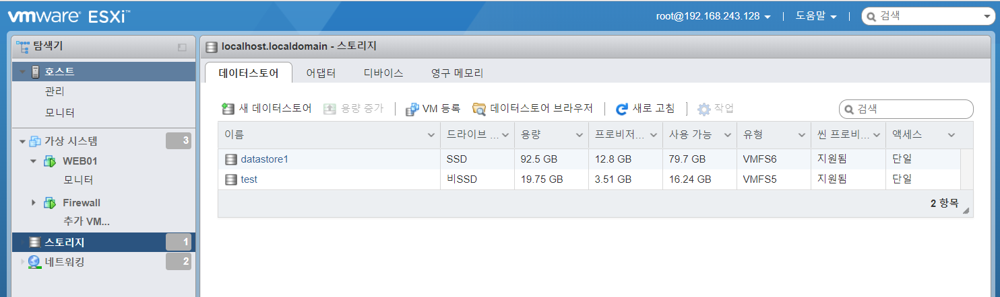 vmware ESXi™
root@192.168.243.128 | 도움말 | 검색
탐색기
localhost.localdomain - 스토리지
호스트
관리
모니터
가상 시스템 3
WEB01
모니터
Firewall
추가 VM...
스토리지 1
네트워킹 2
데이터스토어 어댑터 디바이스 영구 메모리
새 데이터스토어 용량 증가 | VM 등록 데이터스토어 브라우저 | 새로 고침 | 작업 검색
이름 드라이브 ... 용량 프로비저... 사용 가능 유형 씬 프로비... 액세스
datastore1 SSD 92.5 GB 12.8 GB 79.7 GB VMFS6 지원됨 단일
test 비SSD 19.75 GB 3.51 GB 16.24 GB VMFS5 지원됨 단일
2 항목